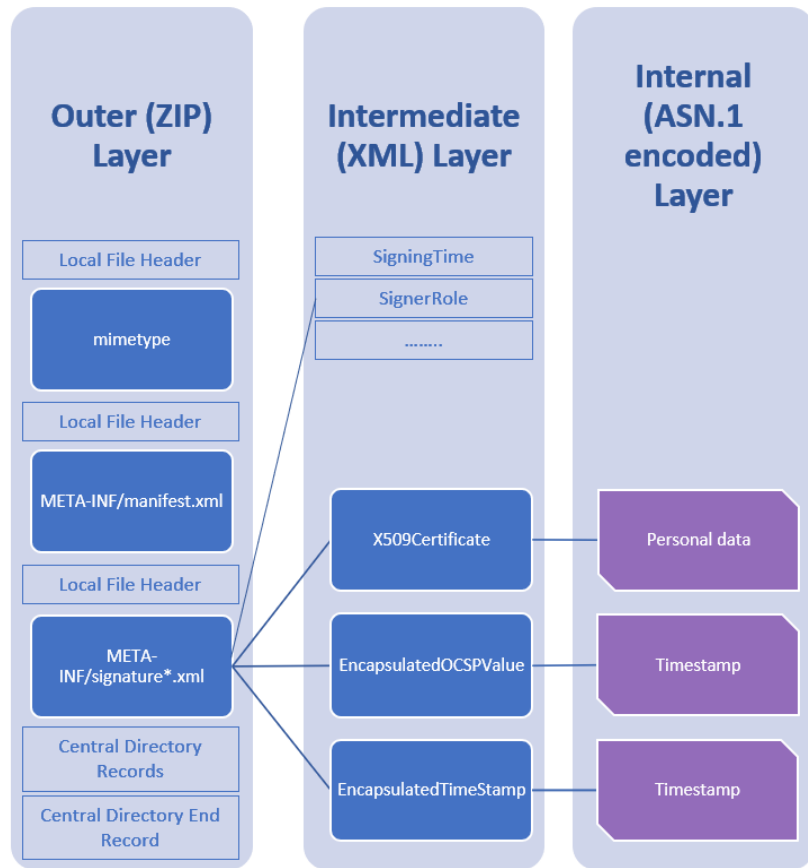 Outer (ZIP)
Layer
Local File Header
mimetype
Local File Header
META-INF/manifest.xml
Local File Header
META-
INF/signature*.xml
Central Directory
Records
Central Directory End
Record
Intermediate
(XML) Layer
SigningTime
SignerRole
........
X509Certificate
EncapsulatedOCSPValue
EncapsulatedTimeStamp
Internal
(ASN.1
encoded)
Layer
Personal data
Timestamp
Timestamp